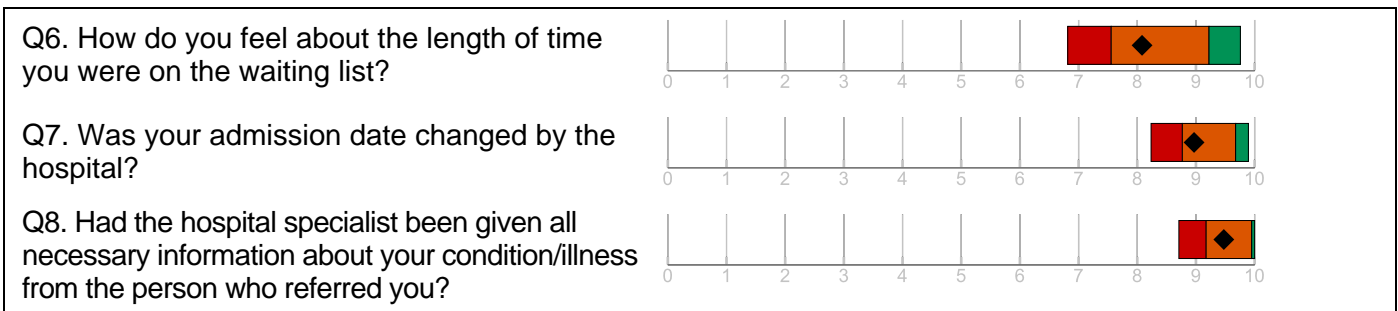 Q6. How do you feel about the length of time
you were on the waiting list?
0 1 2 3 4 5 6 7 8 9 10
Q7. Was your admission date changed by the
hospital?
0 1 2 3 4 5 6 7 8 9 10
Q8. Had the hospital specialist been given all
necessary information about your condition/illness
from the person who referred you?
0 1 2 3 4 5 6 7 8 9 10